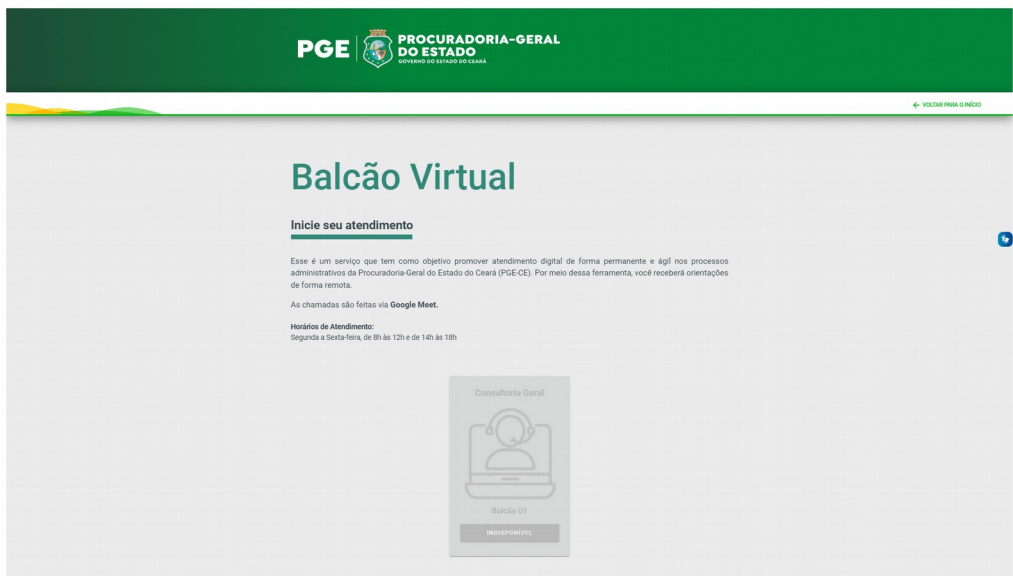 PGE
PROCURADORIA-GERAL
DO ESTADO
GOVERNO DO ESTADO DO CEARÁ
VOLTAR PARA O INÍCIO
Balcão Virtual
Inicie seu atendimento
Esse é um serviço que tem como objetivo promover atendimento digital de forma permanente e ágil nos processos
administrativos da Procuradoria-Geral do Estado do Ceará (PGE-CE). Por meio dessa ferramenta, você receberá orientações
de forma remota.
As chamadas são feitas via Google Meet.
Horários de Atendimento:
Segunda a Sexta-feira, de 8h às 12h e de 14h às 18h
Consultoria Geral
Balcão 01
INDISPONÍVEL